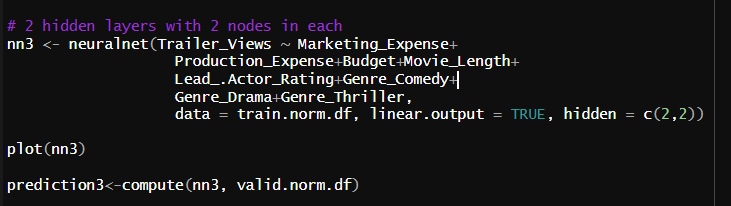 # 2 hidden layers with 2 nodes in each
nn3 <- neuralnet(Trailer_Views ~ Marketing_Expense+
Production_Expense+Budget+Movie_Length+
Lead_.Actor_Rating+Genre_Comedy+
Genre_Drama+Genre_Thriller,
data = train.norm.df, linear.output = TRUE, hidden = c(2,2))
plot(nn3)
prediction3<-compute(nn3, valid.norm.df)